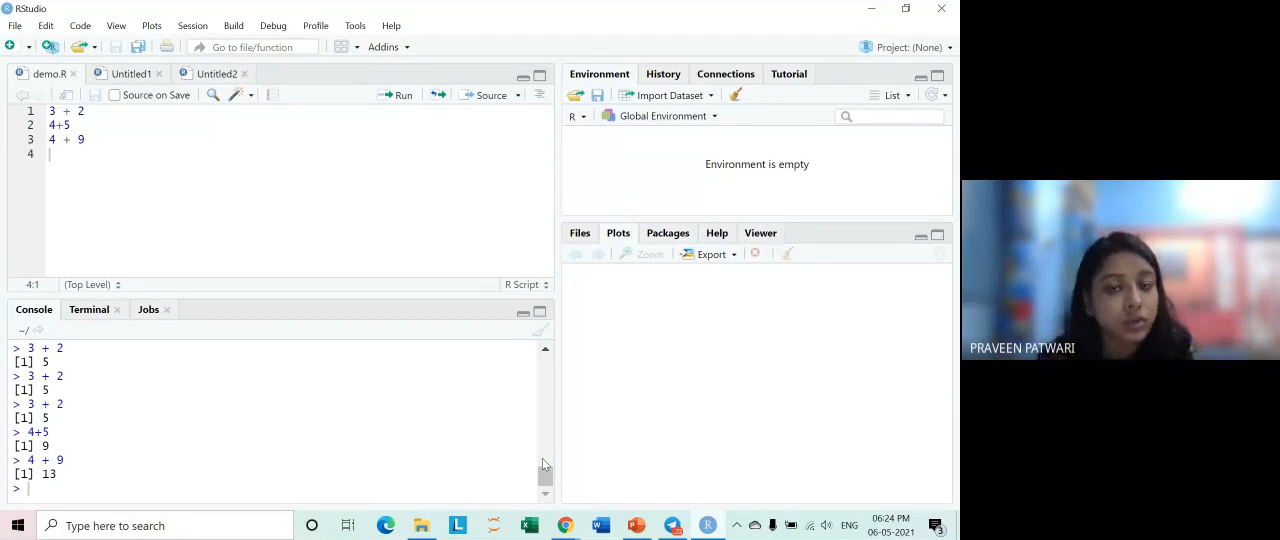 RStudio
File Edit Code View Plots Session Build Debug Profile Tools Help
Go to file/function Addins Project: (None)
demo.R Untitled1 Untitled2
Source on Save Run Source
1 3 + 2
2 4+5
3 4 + 9
4
4:1 (Top Level) R Script
Console Terminal Jobs
~/
> 3 + 2
[1] 5
> 3 + 2
[1] 5
> 3 + 2
[1] 5
> 4+5
[1] 9
> 4 + 9
[1] 13
>
Environment History Connections Tutorial
Import Dataset List
R Global Environment
Environment is empty
Files Plots Packages Help Viewer
Zoom Export
PRAVEEN PATWARI
Type here to search
ENG
06:24 PM
06-05-2021